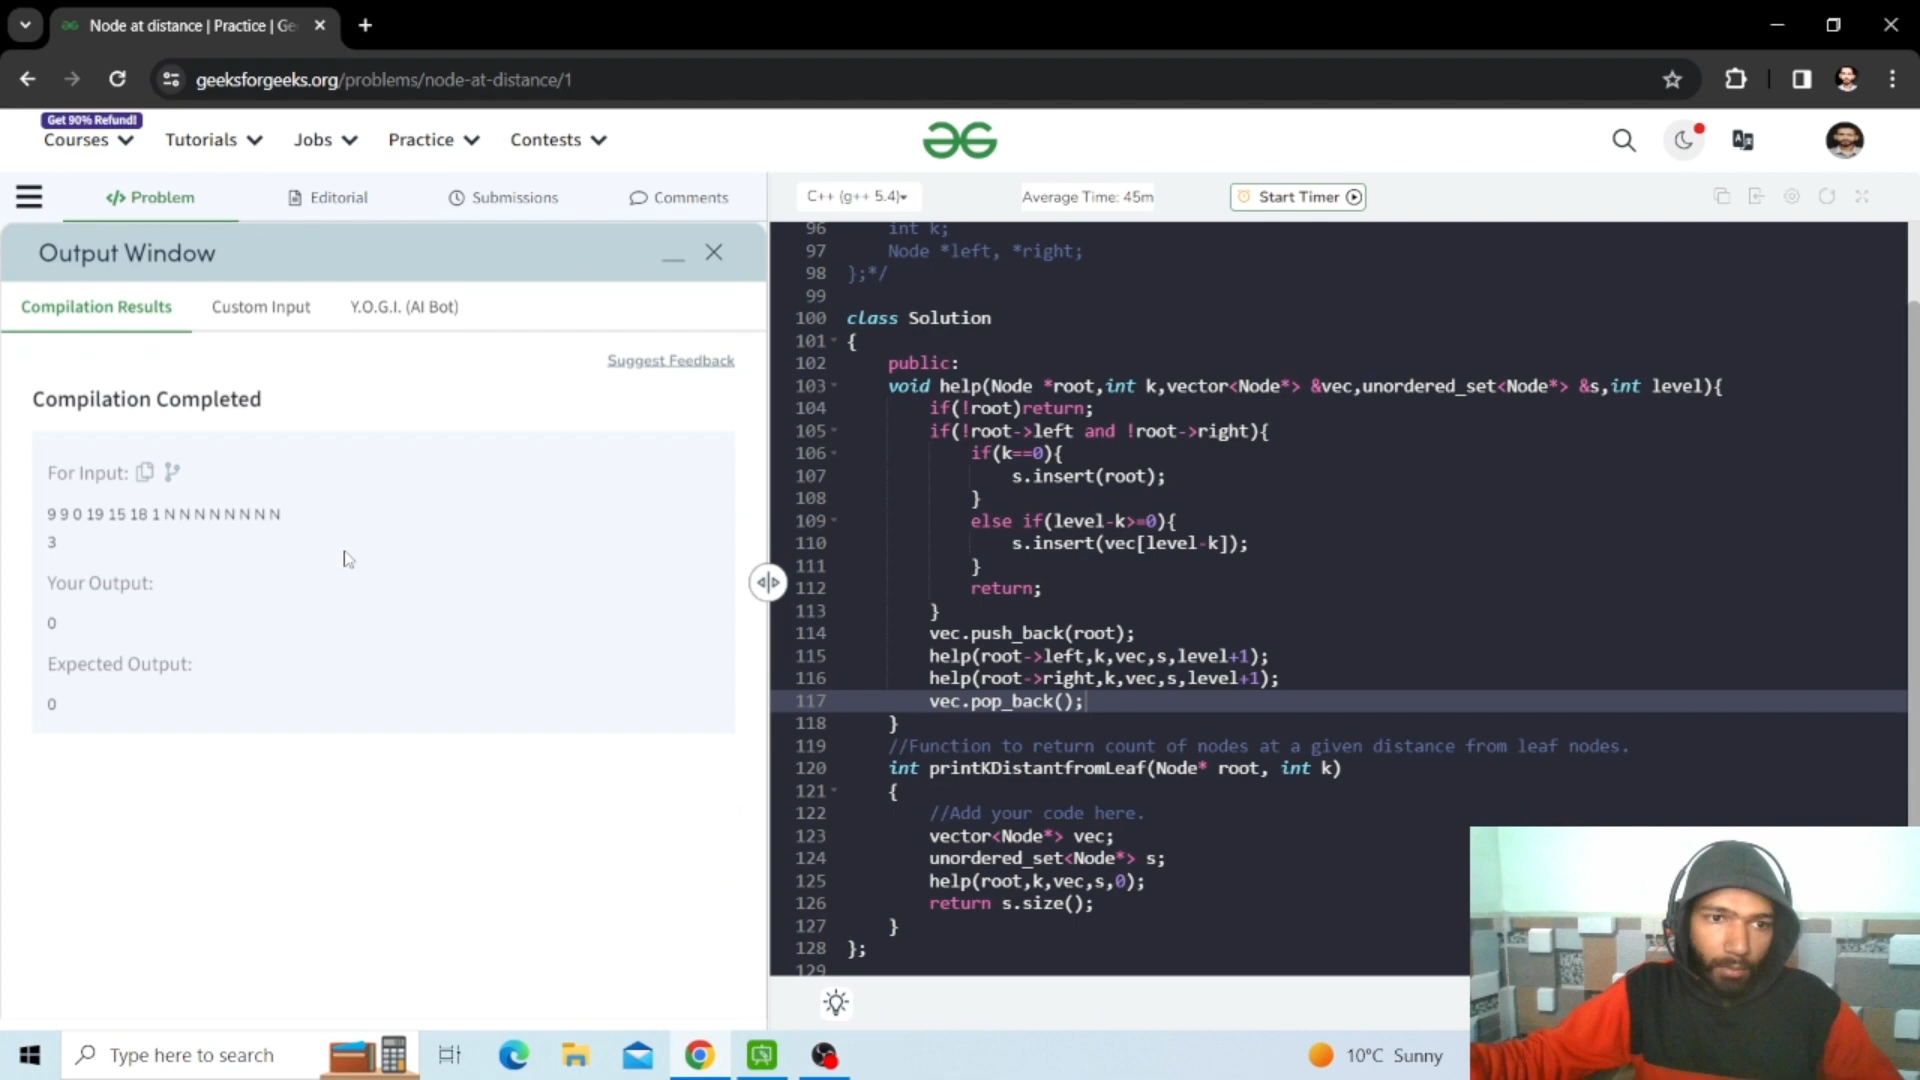 Node at distance | Practice | Ge
geeksforgeeks.org/problems/node-at-distance/1
Get 90% Refund!
Courses
Tutorials
Jobs
Practice
Contests
</> Problem
Editorial
Submissions
Comments
C++ (g++ 5.4)
Average Time: 45m
Start Timer
Output Window
Compilation Results
Custom Input
Y.O.G.I. (AI Bot)
Suggest Feedback
Compilation Completed
For Input:
9 9 0 19 15 18 1 N N N N N N N N
3
Your Output:
0
Expected Output:
0
96 int k;
97 Node *left, *right;
98 };*/
99
100 class Solution
101 {
102 public:
103 void help(Node *root,int k,vector<Node*> &vec,unordered_set<Node*> &s,int level){
104 if(!root)return;
105 if(!root->left and !root->right){
106 if(k==0){
107 s.insert(root);
108 }
109 else if(level-k>=0){
110 s.insert(vec[level-k]);
111 }
112 return;
113 }
114 vec.push_back(root);
115 help(root->left,k,vec,s,level+1);
116 help(root->right,k,vec,s,level+1);
117 vec.pop_back();
118 }
119 //Function to return count of nodes at a given distance from leaf nodes.
120 int printKDistantfromLeaf(Node* root, int k)
121 {
122 //Add your code here.
123 vector<Node*> vec;
124 unordered_set<Node*> s;
125 help(root,k,vec,s,0);
126 return s.size();
127 }
128 };
129
Type here to search
10°C Sunny